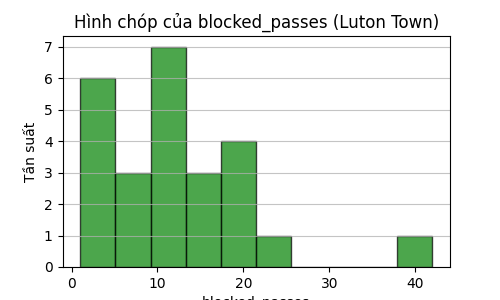 Hình chóp của blocked_passes (Luton Town)
Tần suất
7
6
5
4
3
2
1
0
0 10 20 30 40
blocked_passes